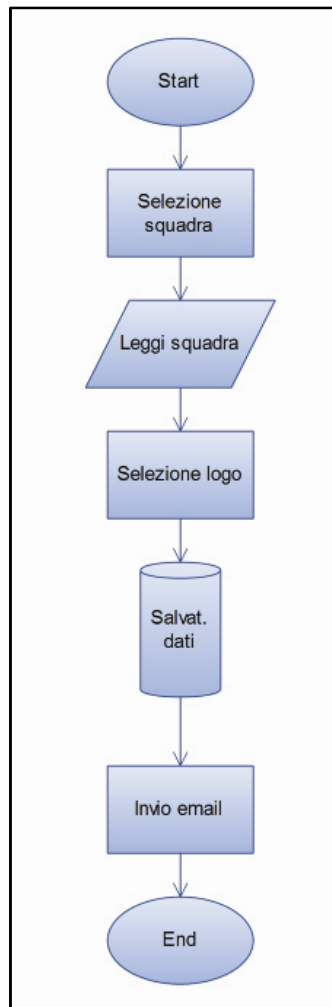 Start
Selezione
squadra
Leggi squadra
Selezione logo
Salvat.
dati
Invio email
End